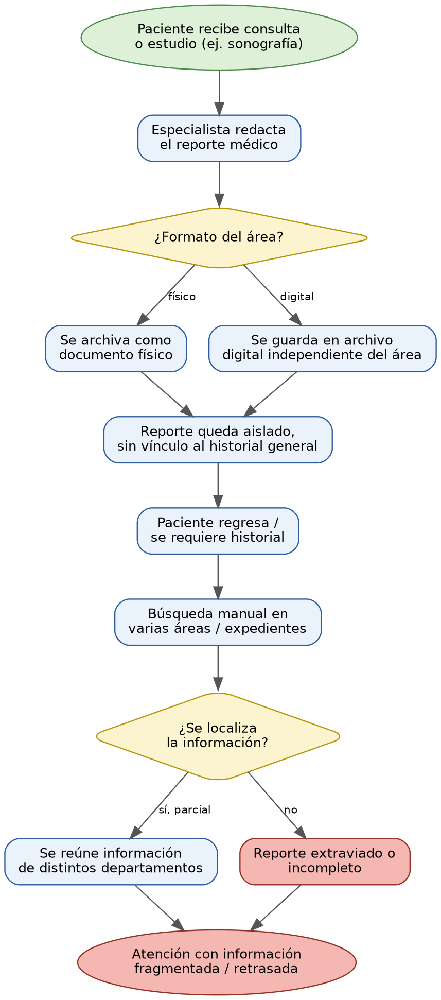 Paciente recibe consulta
o estudio (ej. sonografía)
Especialista redacta
el reporte médico
¿Formato del área?
físico
digital
Se archiva como
documento físico
Se guarda en archivo
digital independiente del área
Reporte queda aislado,
sin vínculo al historial general
Paciente regresa /
se requiere historial
Búsqueda manual en
varias áreas / expedientes
¿Se localiza
la información?
sí, parcial
no
Se reúne información
de distintos departamentos
Reporte extraviado o
incompleto
Atención con información
fragmentada / retrasada